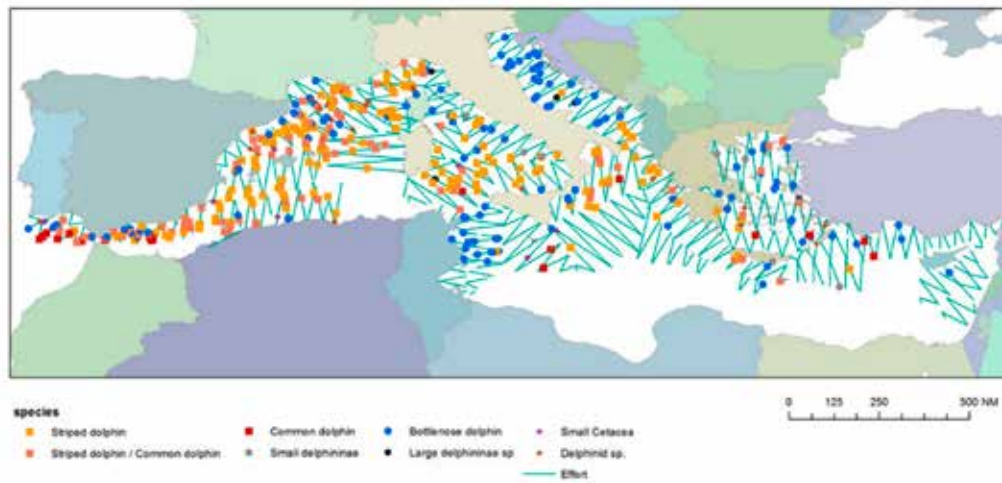 0 125 250 500 NM
species
Striped dolphin Common dolphin Bottlenose dolphin Small Cetacea
Striped dolphin / Common dolphin Small delphininae Large delphininae sp Delphinid sp.
Effort